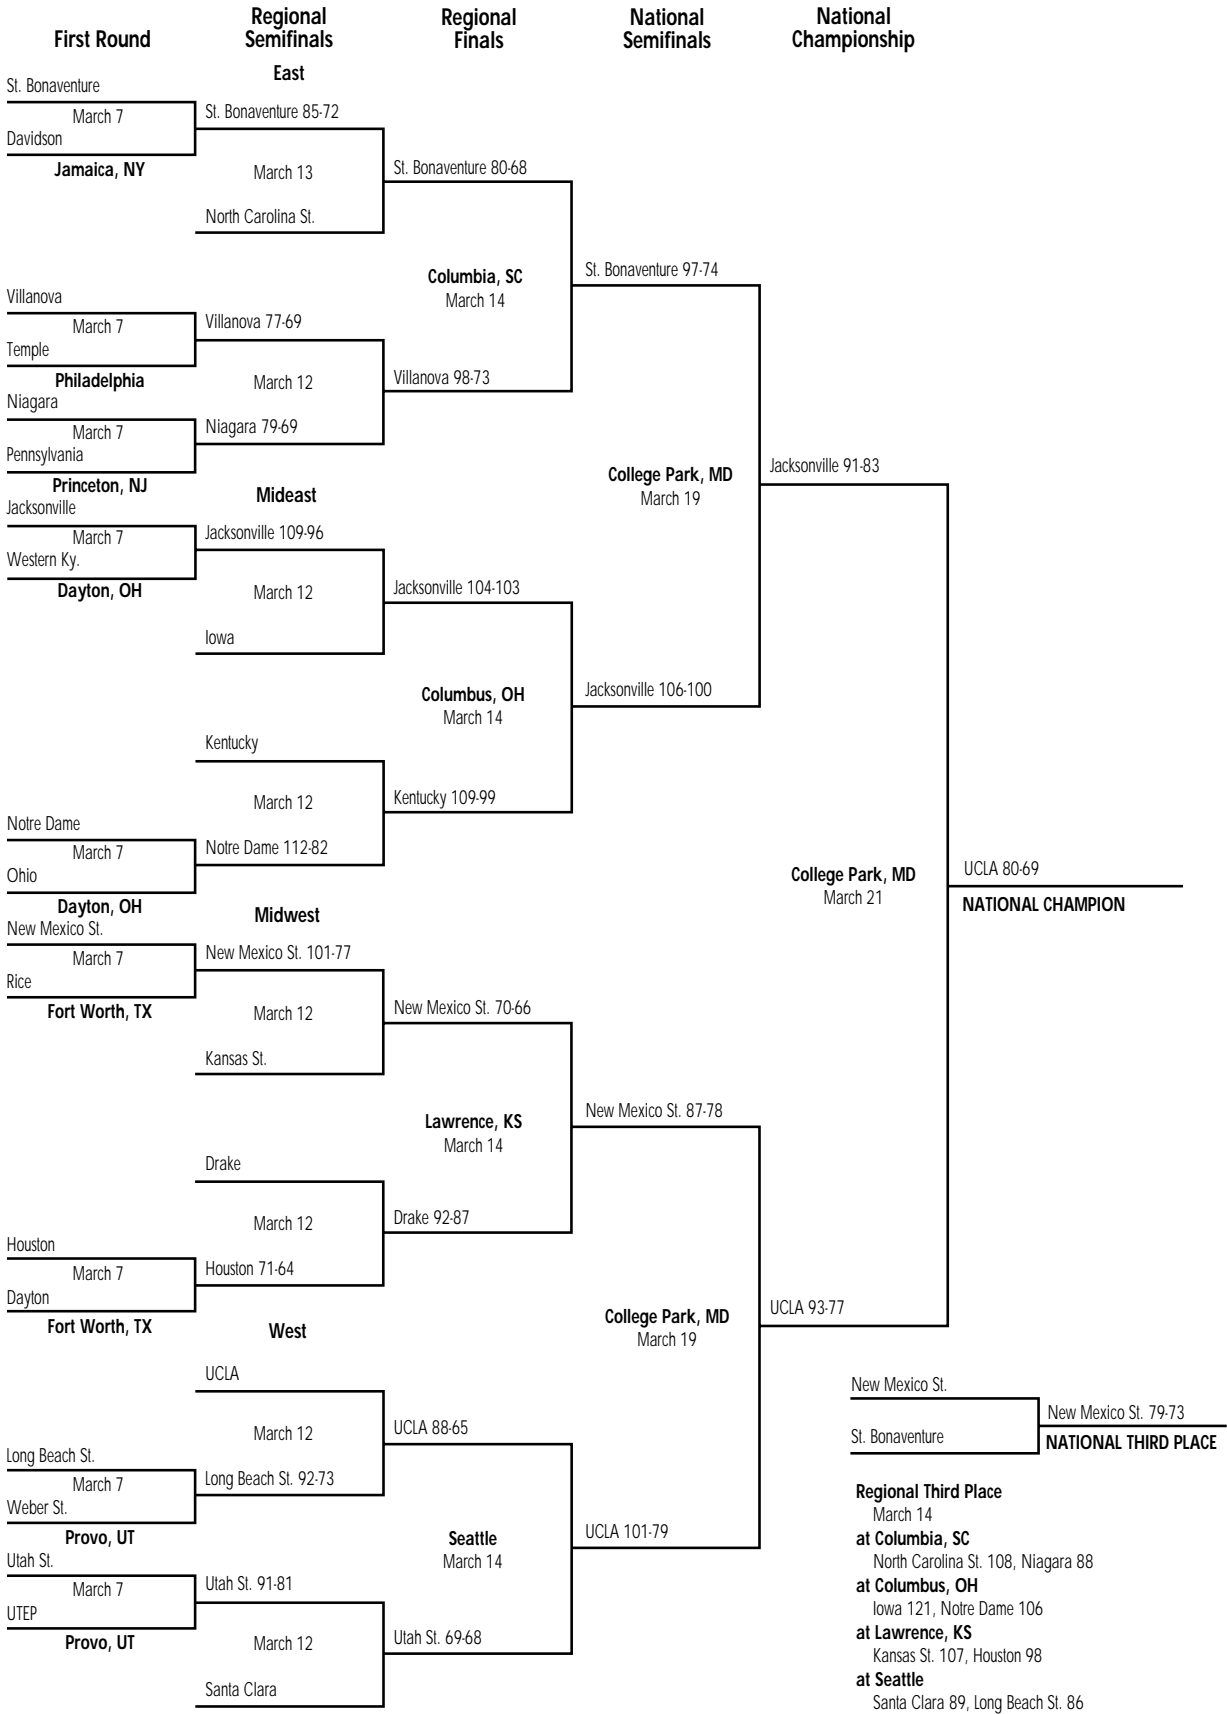 First Round
Regional
Semifinals
Regional
Finals
National
Semifinals
National
Championship
East
St. Bonaventure
March 7
Davidson
Jamaica, NY
St. Bonaventure 85-72
March 13
North Carolina St.
St. Bonaventure 80-68
Columbia, SC
March 14
St. Bonaventure 97-74
Villanova
March 7
Temple
Philadelphia
Villanova 77-69
March 12
Villanova 98-73
Niagara
March 7
Pennsylvania
Princeton, NJ
Niagara 79-69
College Park, MD
March 19
Jacksonville 91-83
Mideast
Jacksonville
March 7
Western Ky.
Dayton, OH
Jacksonville 109-96
March 12
Iowa
Jacksonville 104-103
Columbus, OH
March 14
Jacksonville 106-100
Kentucky
March 12
Kentucky 109-99
Notre Dame
March 7
Ohio
Dayton, OH
Notre Dame 112-82
College Park, MD
March 21
UCLA 80-69
NATIONAL CHAMPION
Midwest
New Mexico St.
March 7
Rice
Fort Worth, TX
New Mexico St. 101-77
March 12
Kansas St.
New Mexico St. 70-66
Lawrence, KS
March 14
New Mexico St. 87-78
Drake
March 12
Drake 92-87
Houston
March 7
Dayton
Fort Worth, TX
Houston 71-64
College Park, MD
March 19
UCLA 93-77
West
UCLA
March 12
UCLA 88-65
Long Beach St.
March 7
Weber St.
Provo, UT
Long Beach St. 92-73
Seattle
March 14
UCLA 101-79
Utah St.
March 7
UTEP
Provo, UT
Utah St. 91-81
March 12
Utah St. 69-68
Santa Clara
New Mexico St.
St. Bonaventure
New Mexico St. 79-73
NATIONAL THIRD PLACE
Regional Third Place
March 14
at Columbia, SC
North Carolina St. 108, Niagara 88
at Columbus, OH
Iowa 121, Notre Dame 106
at Lawrence, KS
Kansas St. 107, Houston 98
at Seattle
Santa Clara 89, Long Beach St. 86